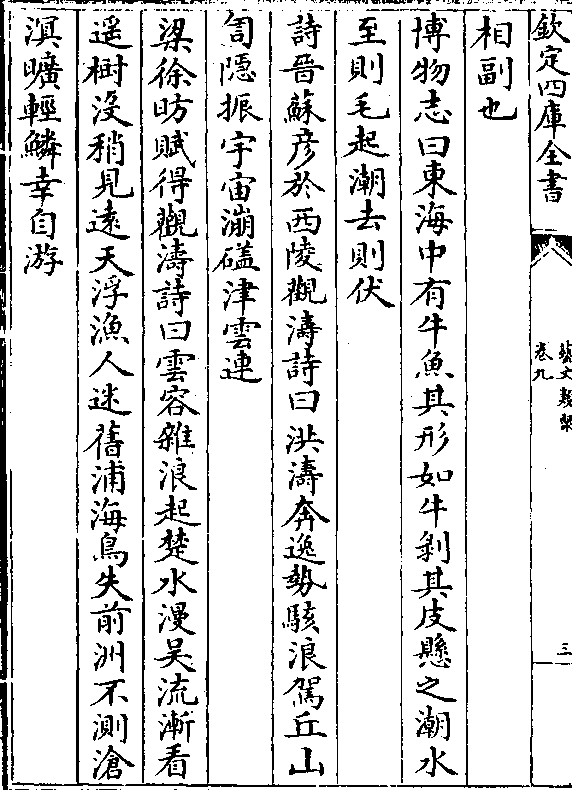 欽定四庫全書
藝文類聚
卷九
三
相副也
博物志曰東海中有牛魚其形如牛剥其皮懸之潮水
至則毛起潮去則伏
詩晉蘇彦於西陵觀濤詩曰洪濤奔逸勢駭浪駕丘山
訇隱振宇宙漰磕津雲連
梁徐昉賦得觀濤詩曰雲容雜浪起楚水漫吴流漸看
遥樹没稍見遠天浮漁人迷舊浦海鳥失前洲不測滄
溟曠輕鱗幸自游